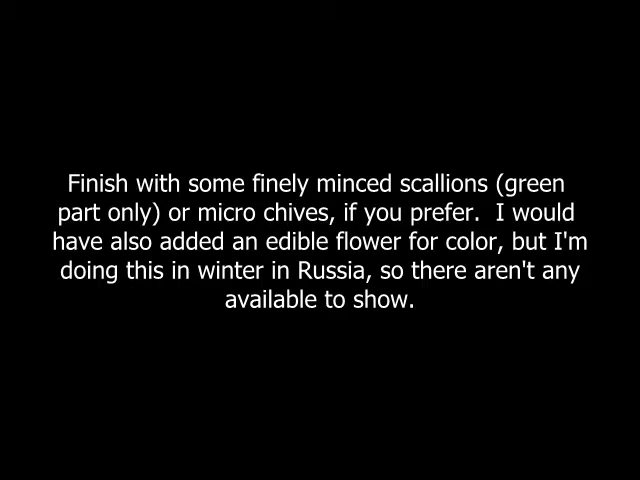 Finish with some finely minced scallions (green
part only) or micro chives, if you prefer.  I would
have also added an edible flower for color, but I'm
doing this in winter in Russia, so there aren't any
available to show.